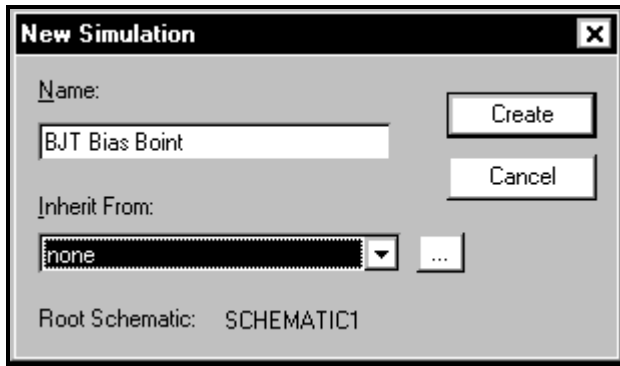 New Simulation
Name:
BJT Bias Boint
Create
Cancel
Inherit From:
none
...
Root Schematic: SCHEMATIC1